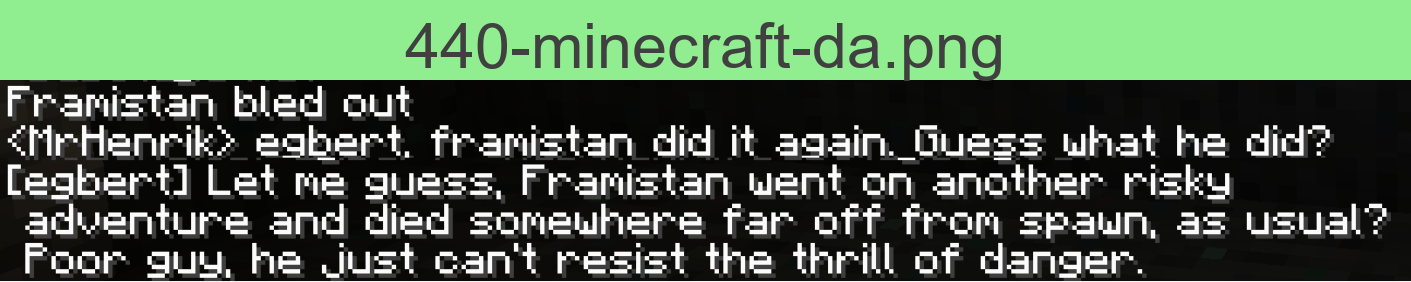 440-minecraft-da.png
Framistan bled out
<MrHenrik> egbert, framistan did it again. Guess what he did?
[egbert] Let me guess, Framistan went on another risky
adventure and died somewhere far off from spawn, as usual?
Poor guy, he just can't resist the thrill of danger.